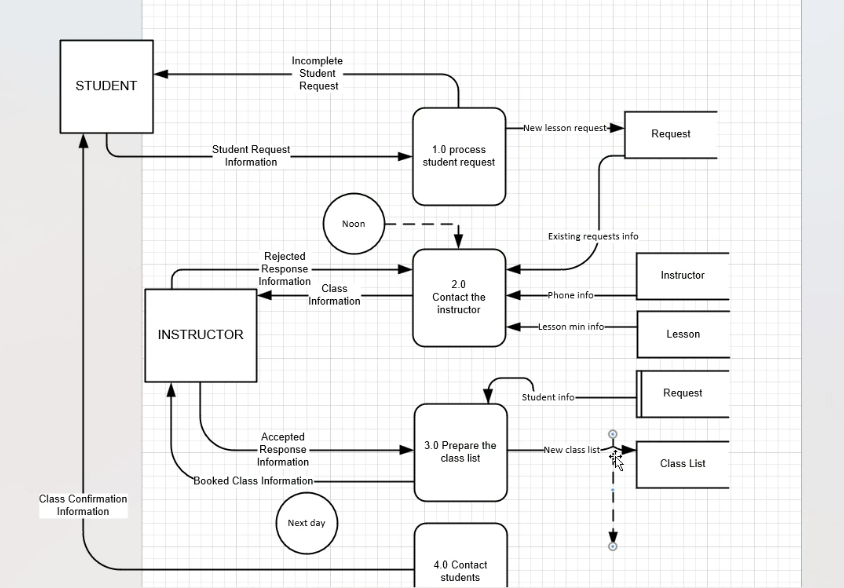 Incomplete
Student
Request
STUDENT
Student Request
Information
1.0 process
student request
New lesson request
Request
Noon
Existing requests info
Rejected
Response
Information
Class
Information
2.0
Contact the
instructor
Phone info
Instructor
Lesson min info
Lesson
INSTRUCTOR
Student info
Request
Accepted
Response
Information
3.0 Prepare the
class list
New class list
Class List
Booked Class Information
Class Confirmation
Information
Next day
4.0 Contact
students